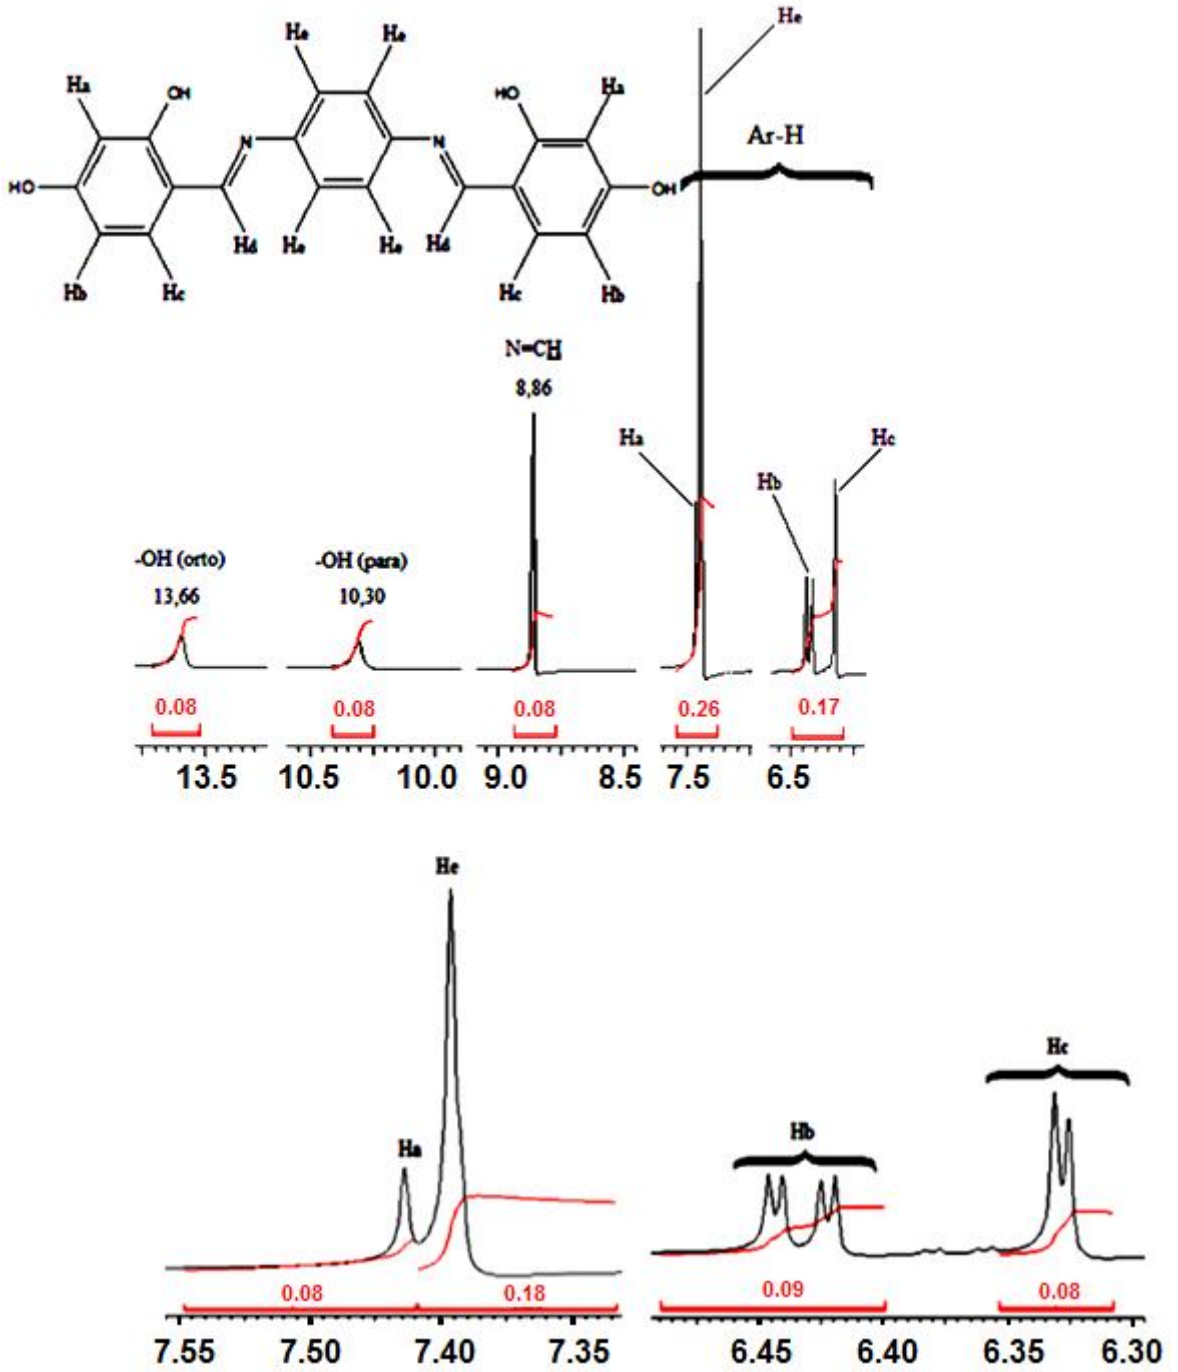 He
He He
Ha
OH
HO
Ha
Ar-H
N
N
HO
OH
Hd
He
He
Hd
Hb
Hc
Hc
Hb
N=CH
8,86
Ha
Hc
Hb
-OH (orto)
13,66
-OH (para)
10,30
0.08
0.08
0.08
0.26
0.17
13.5 10.5 10.0 9.0 8.5 7.5 6.5
He
Hc
Hb
Ha
0.08
0.18
0.09
0.08
7.55 7.50 7.40 7.35 6.45 6.40 6.35 6.30